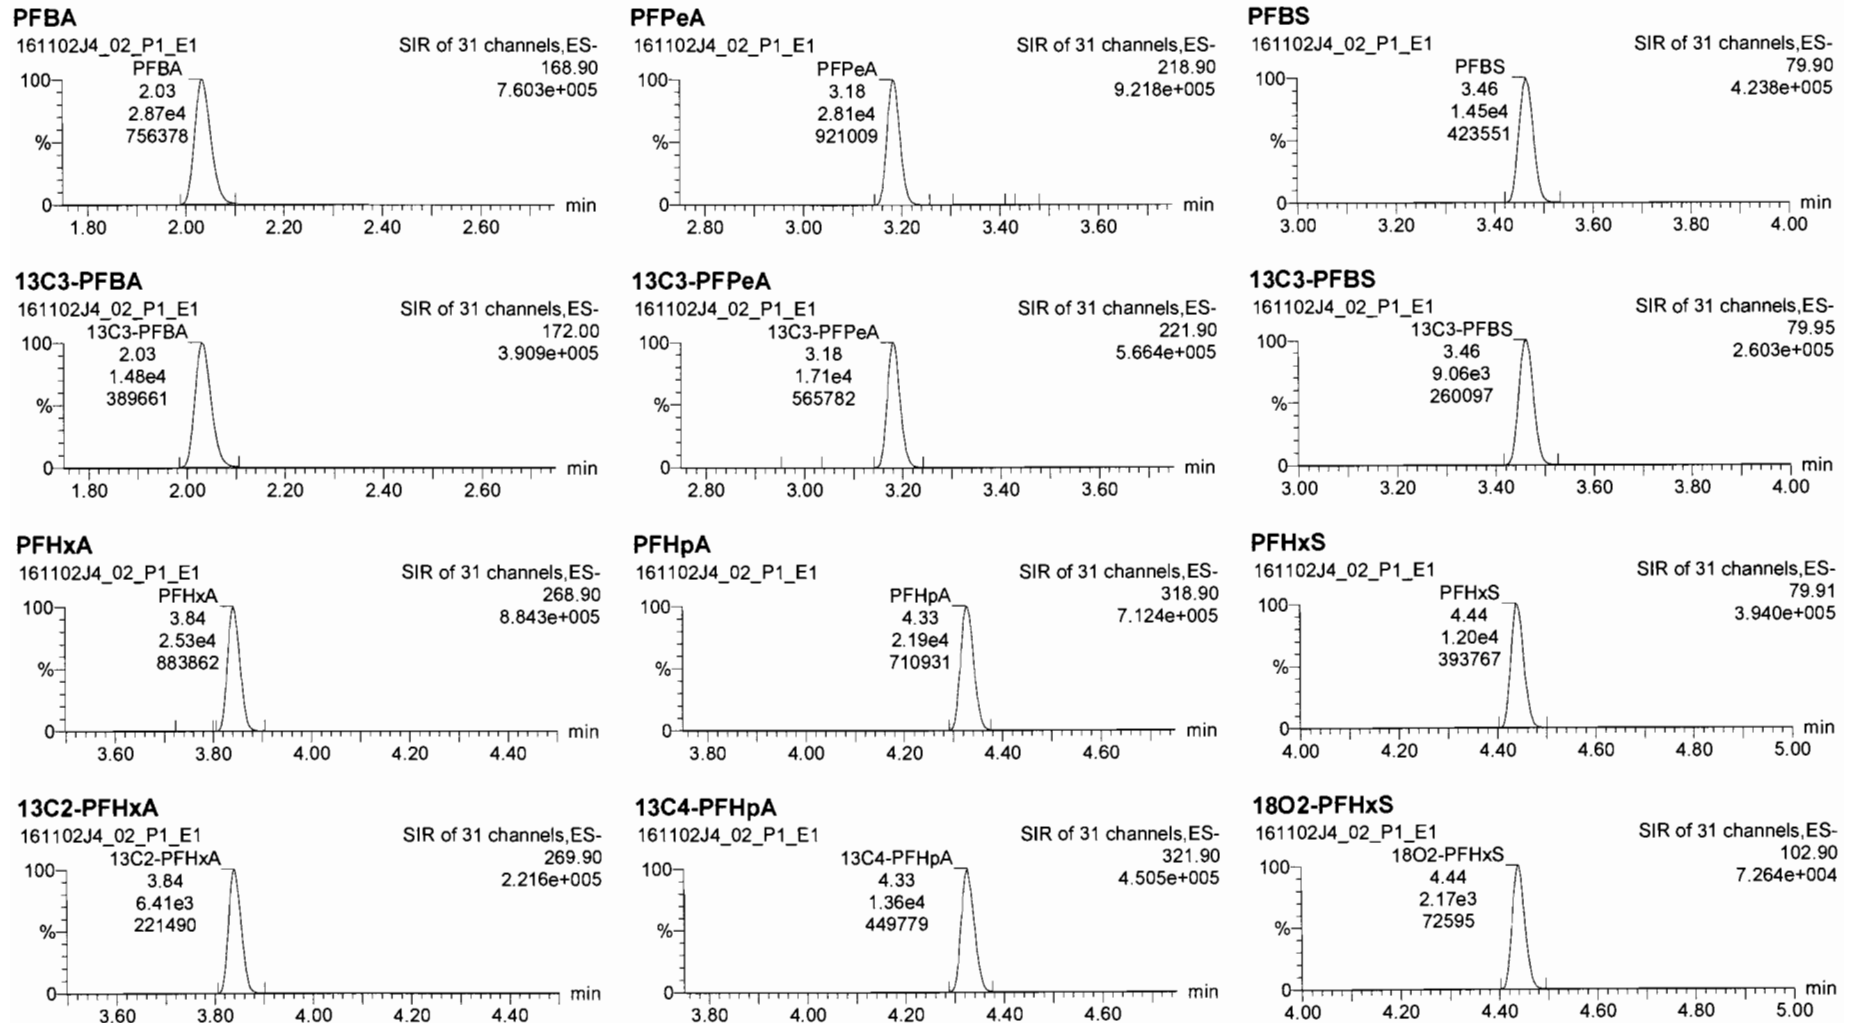 PFBA
161102J4_02_P1_E1 SIR of 31 channels,ES-
PFBA 168.90
100 2.03 7.603e+005
2.87e4
756378
%
0 min
1.80 2.00 2.20 2.40 2.60
PFPeA
161102J4_02_P1_E1 SIR of 31 channels,ES-
PFPeA 218.90
100 3.18 9.218e+005
2.81e4
921009
%
0 min
2.80 3.00 3.20 3.40 3.60
PFBS
161102J4_02_P1_E1 SIR of 31 channels,ES-
PFBS 79.90
100 3.46 4.238e+005
1.45e4
423551
%
0 min
3.00 3.20 3.40 3.60 3.80 4.00
13C3-PFBA
161102J4_02_P1_E1 SIR of 31 channels,ES-
13C3-PFBA 172.00
100 2.03 3.909e+005
1.48e4
389661
%
0 min
1.80 2.00 2.20 2.40 2.60
13C3-PFPeA
161102J4_02_P1_E1 SIR of 31 channels,ES-
13C3-PFPeA 221.90
100 3.18 5.664e+005
1.71e4
565782
%
0 min
2.80 3.00 3.20 3.40 3.60
13C3-PFBS
161102J4_02_P1_E1 SIR of 31 channels,ES-
13C3-PFBS 79.95
100 3.46 2.603e+005
9.06e3
260097
%
0 min
3.00 3.20 3.40 3.60 3.80 4.00
PFHxA
161102J4_02_P1_E1 SIR of 31 channels,ES-
PFHxA 268.90
100 3.84 8.843e+005
2.53e4
883862
%
0 min
3.60 3.80 4.00 4.20 4.40
PFHpA
161102J4_02_P1_E1 SIR of 31 channels,ES-
PFHpA 318.90
100 4.33 7.124e+005
2.19e4
710931
%
0 min
3.80 4.00 4.20 4.40 4.60
PFHxS
161102J4_02_P1_E1 SIR of 31 channels,ES-
PFHxS 79.91
100 4.44 3.940e+005
1.20e4
393767
%
0 min
4.00 4.20 4.40 4.60 4.80 5.00
13C2-PFHxA
161102J4_02_P1_E1 SIR of 31 channels,ES-
13C2-PFHxA 269.90
100 3.84 2.216e+005
6.41e3
221490
%
0 min
3.60 3.80 4.00 4.20 4.40
13C4-PFHpA
161102J4_02_P1_E1 SIR of 31 channels,ES-
13C4-PFHpA 321.90
100 4.33 4.505e+005
1.36e4
449779
%
0 min
3.80 4.00 4.20 4.40 4.60
18O2-PFHxS
161102J4_02_P1_E1 SIR of 31 channels,ES-
18O2-PFHxS 102.90
100 4.44 7.264e+004
2.17e3
72595
%
0 min
4.00 4.20 4.40 4.60 4.80 5.00